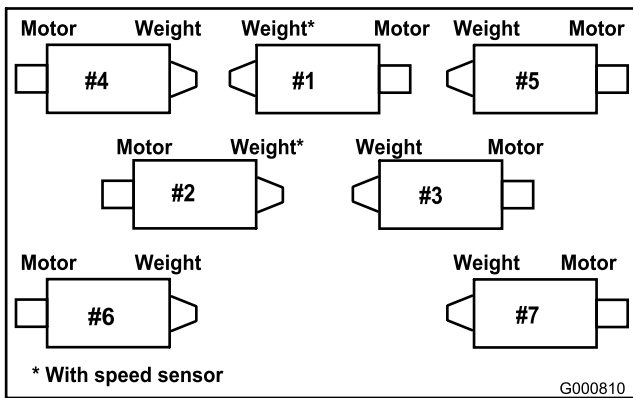 Motor Weight Weight* Motor Weight Motor
#4 #1 #5
Motor Weight* Weight Motor
#2 #3
Motor Weight Weight Motor
#6 #7
* With speed sensor
G000810